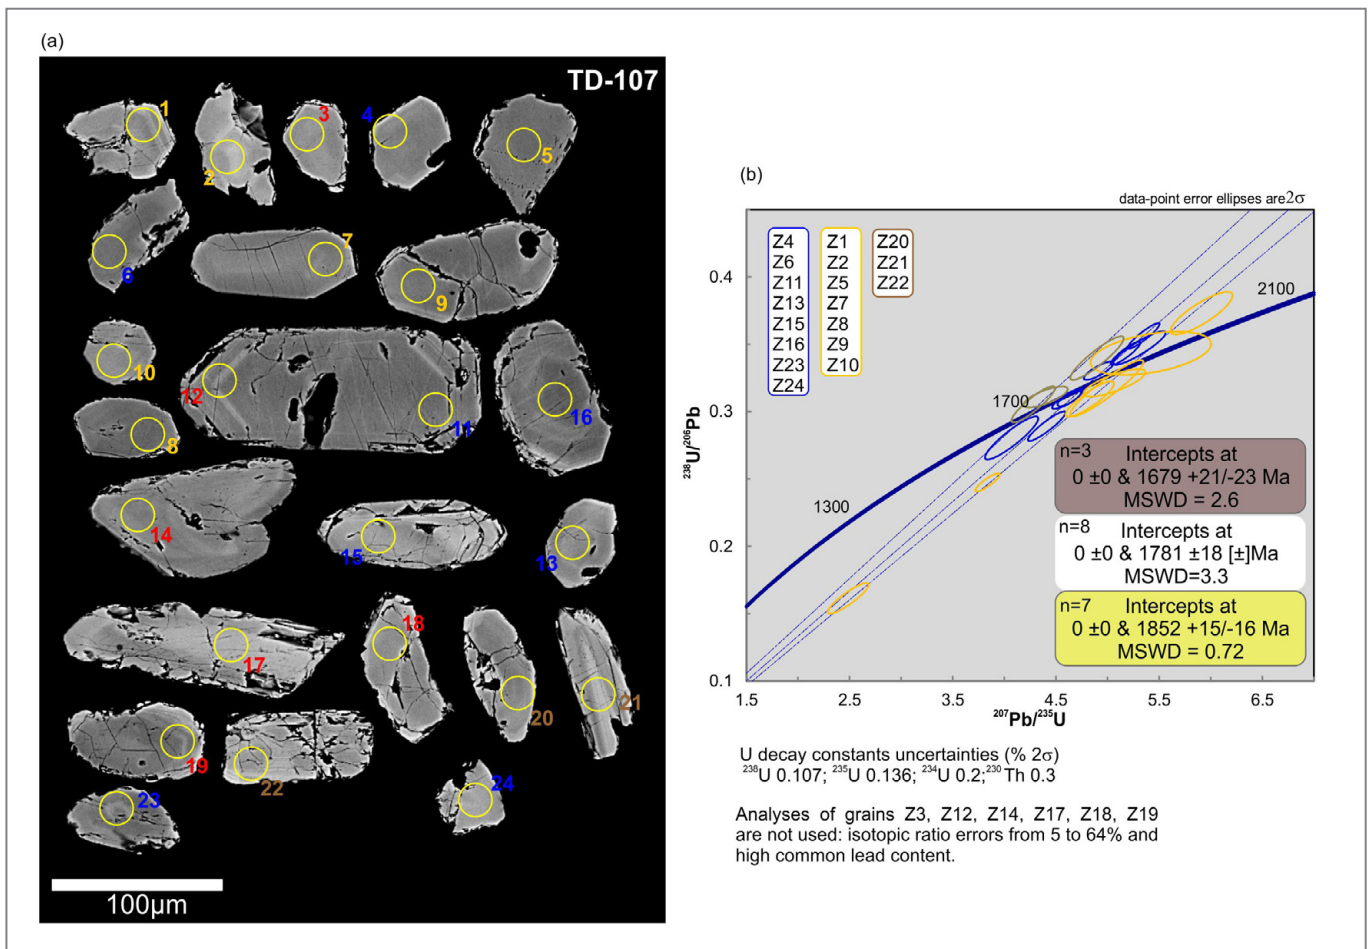 (a)
TD-107
1
2
3
4
5
6
7
9
10
12
11
16
8
14
15
13
17
18
20
21
19
22
23
24
100µm
(b)
data-point error ellipses are2σ
Z4 Z1 Z20
Z6 Z2 Z21
Z11 Z5 Z22
Z13 Z7
Z15 Z8
Z16 Z9
Z23 Z10
Z24
0.4
0.3
0.2
0.1
²³⁸U/²⁰⁶Pb
2100
1700
1300
n=3 Intercepts at
0 ±0 & 1679 +21/-23 Ma
MSWD = 2.6
n=8 Intercepts at
0 ±0 & 1781 ±18 [±]Ma
MSWD=3.3
n=7 Intercepts at
0 ±0 & 1852 +15/-16 Ma
MSWD = 0.72
1.5 2.5 3.5 4.5 5.5 6.5
²⁰⁷Pb/²³⁵U
U decay constants uncertainties (% 2σ)
²³⁸U 0.107; ²³⁵U 0.136; ²³⁴U 0.2;²³⁰Th 0.3
Analyses of grains Z3, Z12, Z14, Z17, Z18, Z19
are not used: isotopic ratio errors from 5 to 64% and
high common lead content.